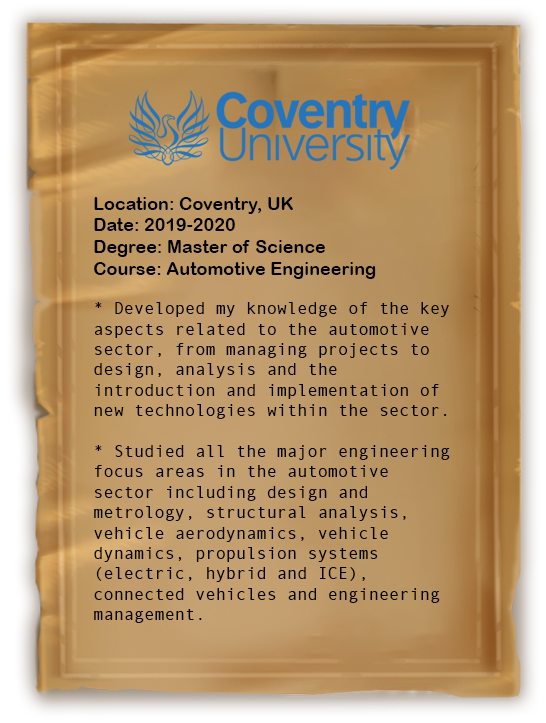 Coventry
University
Location: Coventry, UK
Date: 2019-2020
Degree: Master of Science
Course: Automotive Engineering
* Developed my knowledge of the key
aspects related to the automotive
sector, from managing projects to
design, analysis and the
introduction and implementation of
new technologies within the sector.
* Studied all the major engineering
focus areas in the automotive
sector including design and
metrology, structural analysis,
vehicle aerodynamics, vehicle
dynamics, propulsion systems
(electric, hybrid and ICE),
connected vehicles and engineering
management.